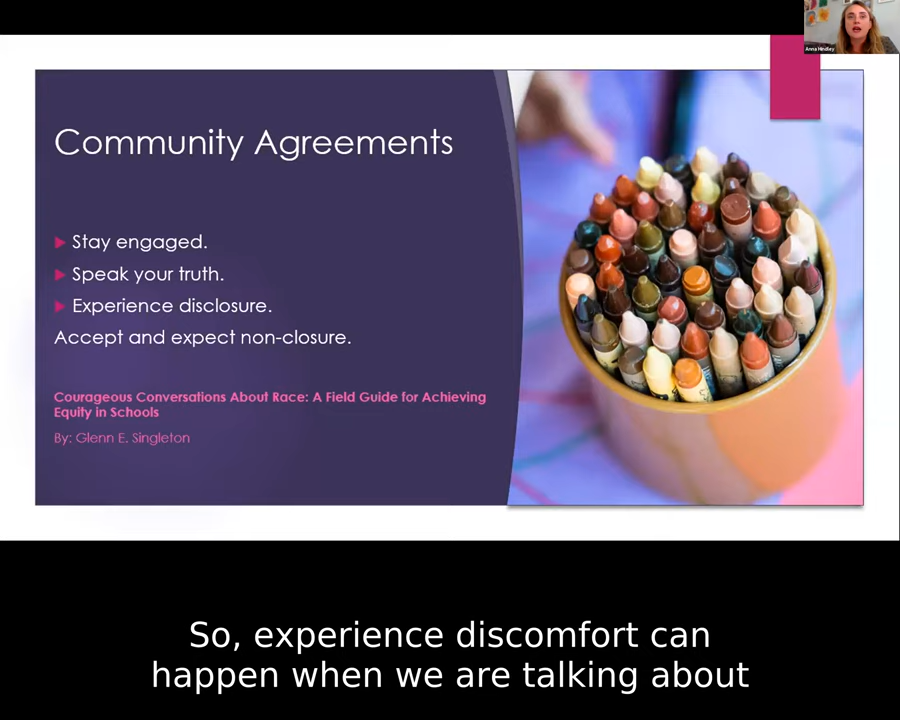 Anna Hindley
Community Agreements
Stay engaged.
Speak your truth.
Experience disclosure.
Accept and expect non-closure.
Courageous Conversations About Race: A Field Guide for Achieving
Equity in Schools
By: Glenn E. Singleton
So, experience discomfort can
happen when we are talking about